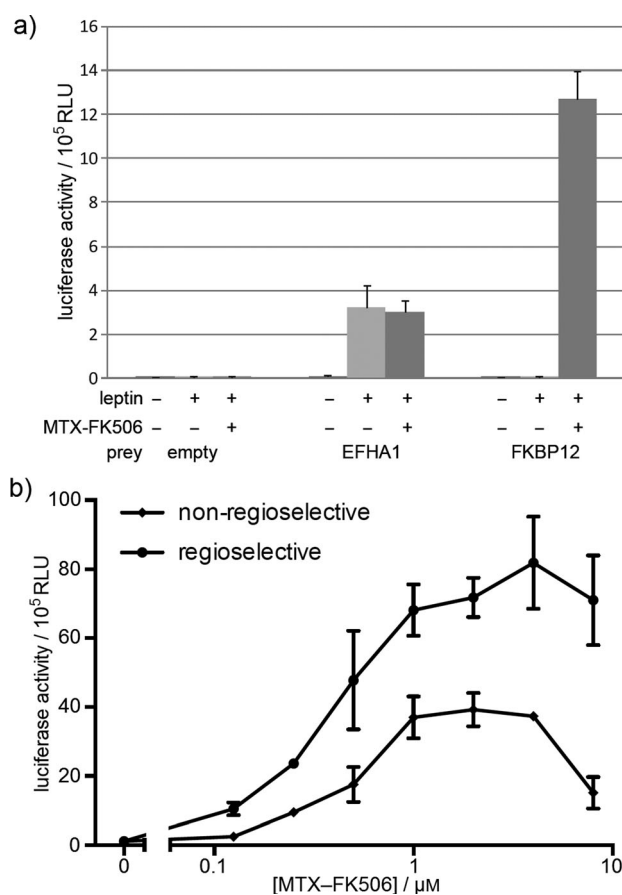 a)
luciferase activity / 10⁵ RLU
16
14
12
10
8
6
4
2
0
leptin – + + – + + – + +
MTX-FK506 – – + – – + – – +
prey empty EFHA1 FKBP12
b)
luciferase activity / 10⁵ RLU
100
80
60
40
20
0
non-regioselective
regioselective
0 0.1 1 10
[MTX–FK506] / µM